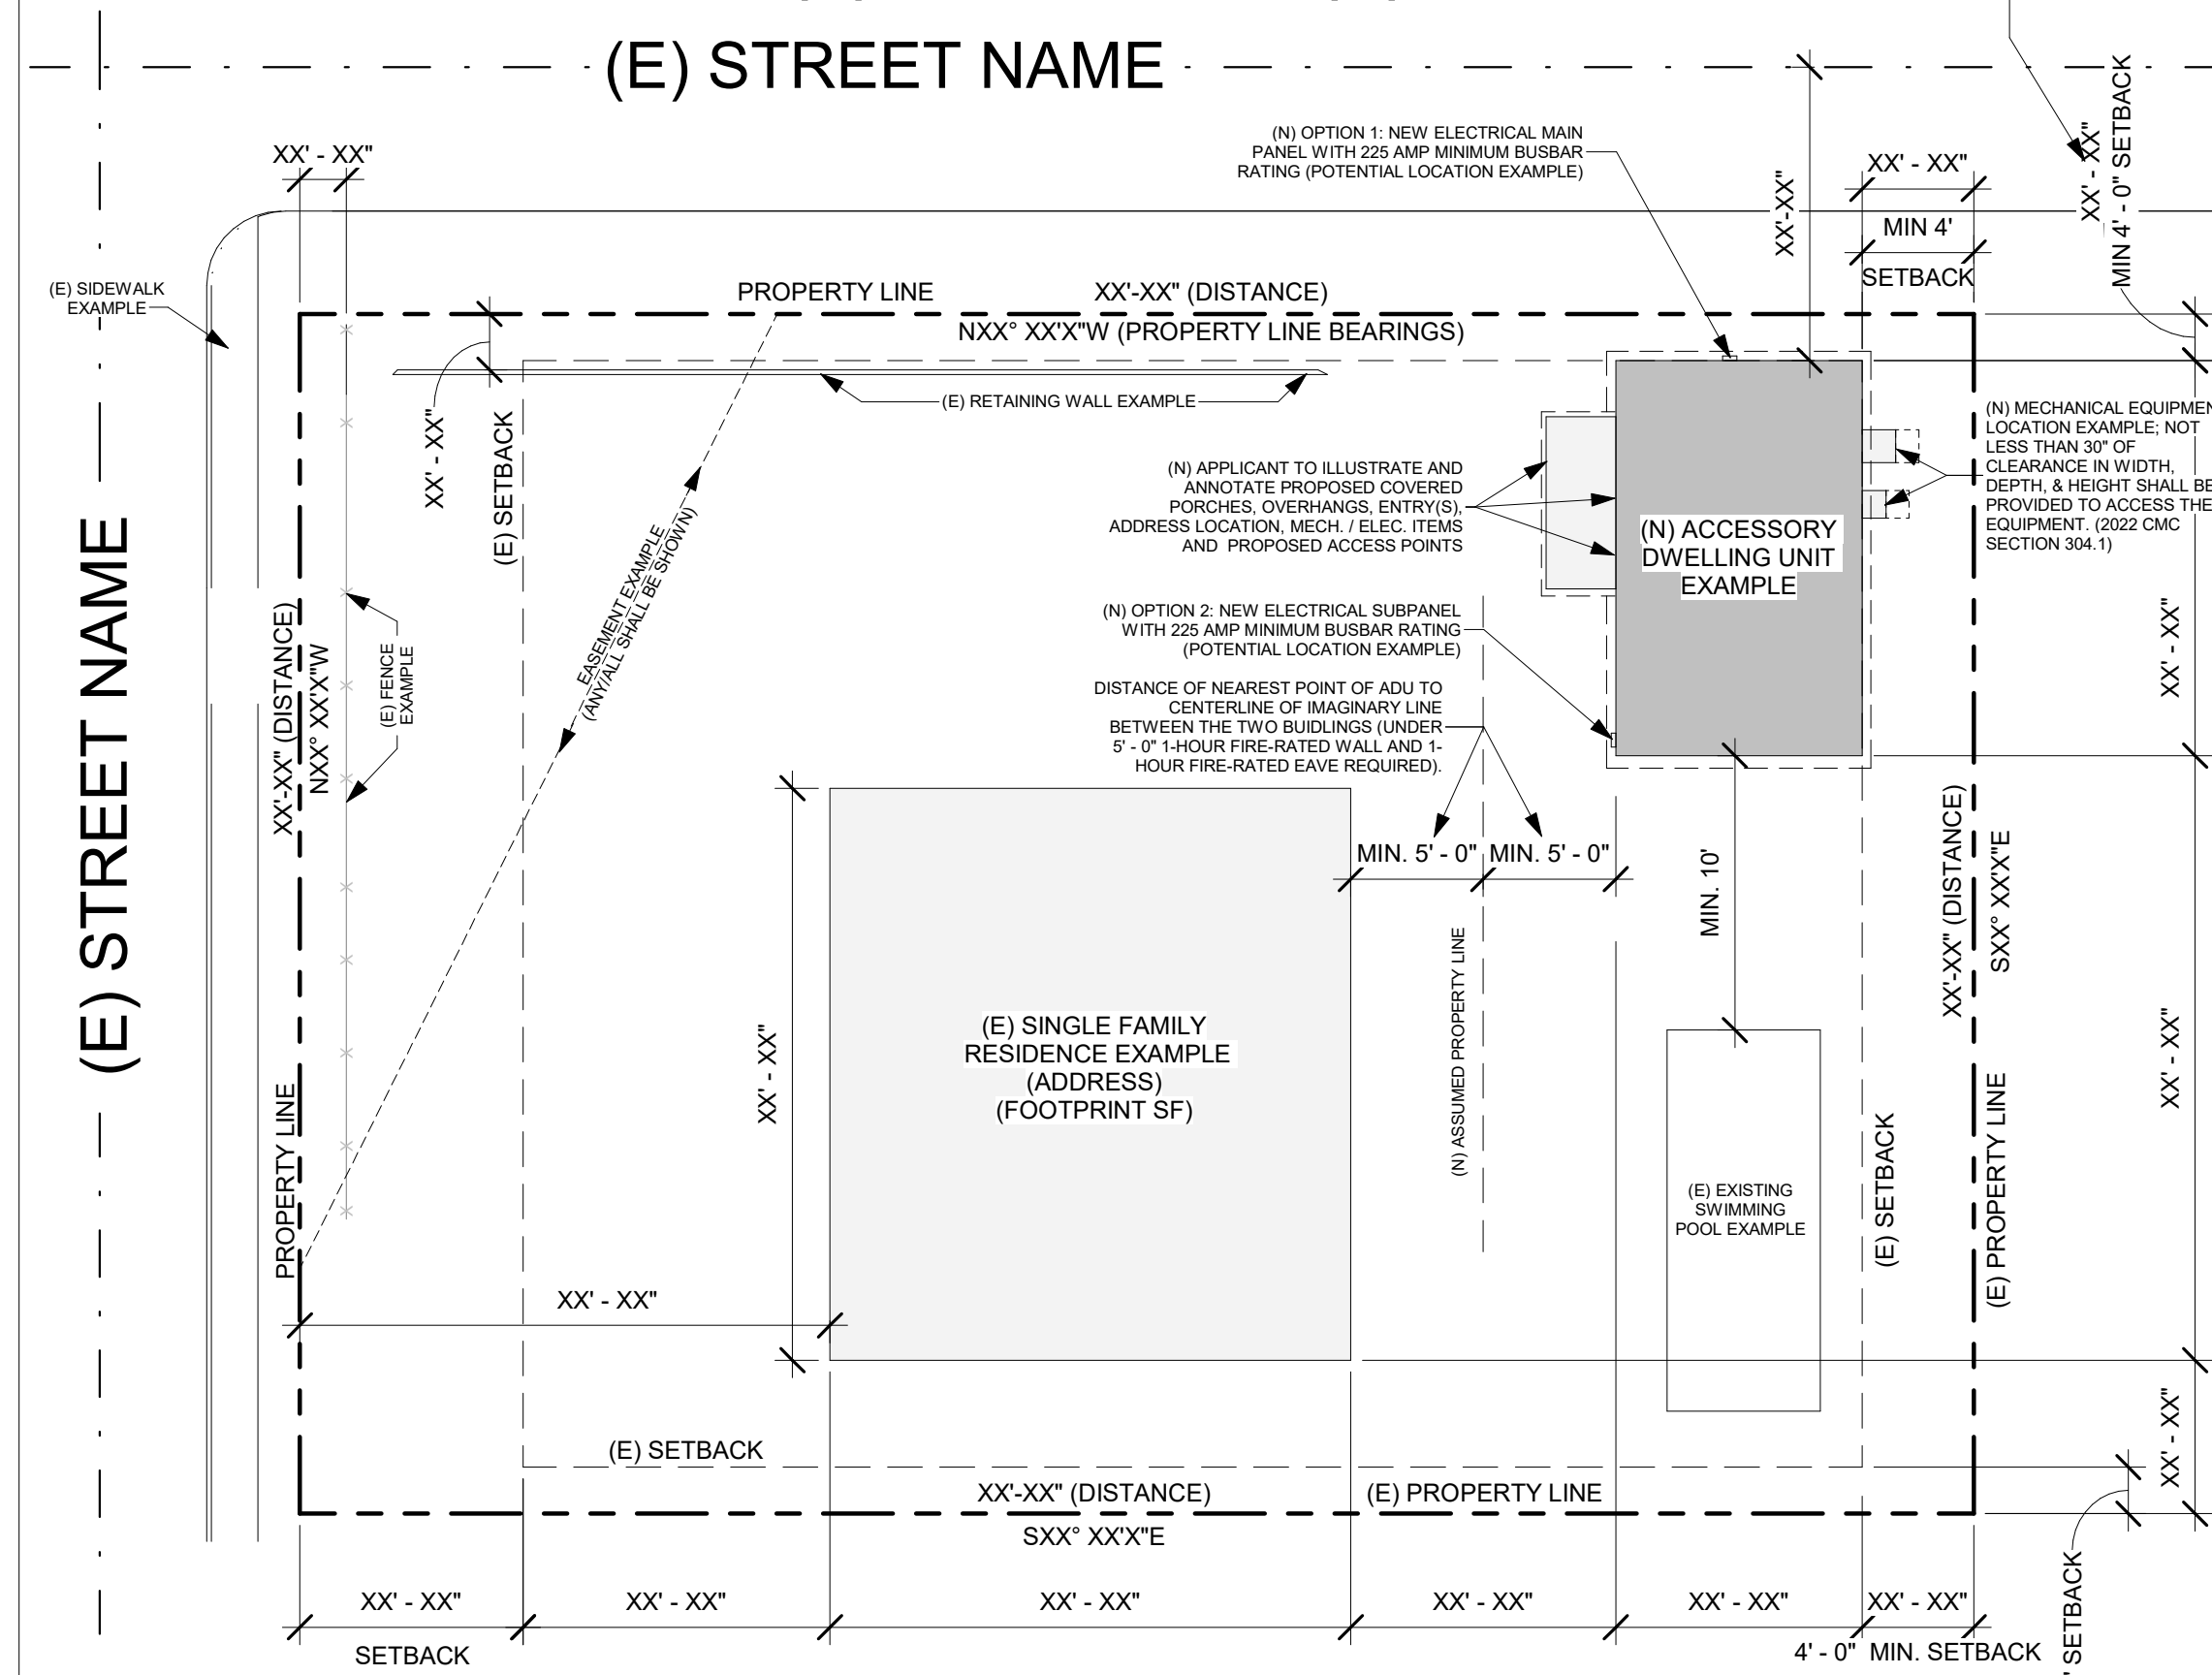 (E) STREET NAME
XX' - XX"
(N) OPTION 1: NEW ELECTRICAL MAIN
PANEL WITH 225 AMP MINIMUM BUSBAR
RATING (POTENTIAL LOCATION EXAMPLE)
XX'-XX"
XX' - XX"
MIN 4'
SETBACK
XX' - XX"
MIN 4' - 0" SETBACK
(E) SIDEWALK
EXAMPLE
PROPERTY LINE
XX'-XX" (DISTANCE)
NXX° XX'X"W (PROPERTY LINE BEARINGS)
XX' - XX"
(E) SETBACK
(E) RETAINING WALL EXAMPLE
(N) MECHANICAL EQUIPMEN
LOCATION EXAMPLE; NOT
LESS THAN 30" OF
CLEARANCE IN WIDTH,
DEPTH, & HEIGHT SHALL BE
PROVIDED TO ACCESS THE
EQUIPMENT. (2022 CMC
SECTION 304.1)
(N) APPLICANT TO ILLUSTRATE AND
ANNOTATE PROPOSED COVERED
PORCHES, OVERHANGS, ENTRY(S),
ADDRESS LOCATION, MECH. / ELEC. ITEMS
AND PROPOSED ACCESS POINTS
(N) ACCESSORY
DWELLING UNIT
EXAMPLE
(E) STREET NAME
XX'-XX" (DISTANCE)
NXX° XX'X"W
(E) FENCE
EXAMPLE
EASEMENT EXAMPLE
(ANY/ALL SHALL BE SHOWN)
(N) OPTION 2: NEW ELECTRICAL SUBPANEL
WITH 225 AMP MINIMUM BUSBAR RATING
(POTENTIAL LOCATION EXAMPLE)
XX' - XX"
DISTANCE OF NEAREST POINT OF ADU TO
CENTERLINE OF IMAGINARY LINE
BETWEEN THE TWO BUIDLINGS (UNDER
5' - 0" 1-HOUR FIRE-RATED WALL AND 1-
HOUR FIRE-RATED EAVE REQUIRED).
MIN. 5' - 0"
MIN. 5' - 0"
MIN. 10'
XX'-XX" (DISTANCE)
SXX° XX'X"E
(N) ASSUMED PROPERTY LINE
XX' - XX"
(E) SINGLE FAMILY
RESIDENCE EXAMPLE
(ADDRESS)
(FOOTPRINT SF)
XX' - XX"
PROPERTY LINE
(E) EXISTING
SWIMMING
POOL EXAMPLE
(E) SETBACK
(E) PROPERTY LINE
XX' - XX"
(E) SETBACK
XX' - XX"
XX'-XX" (DISTANCE)
(E) PROPERTY LINE
SXX° XX'X"E
XX' - XX"
XX' - XX"
XX' - XX"
XX' - XX"
XX' - XX"
XX' - XX"
SETBACK
4' - 0" MIN. SETBACK
' SETBACK